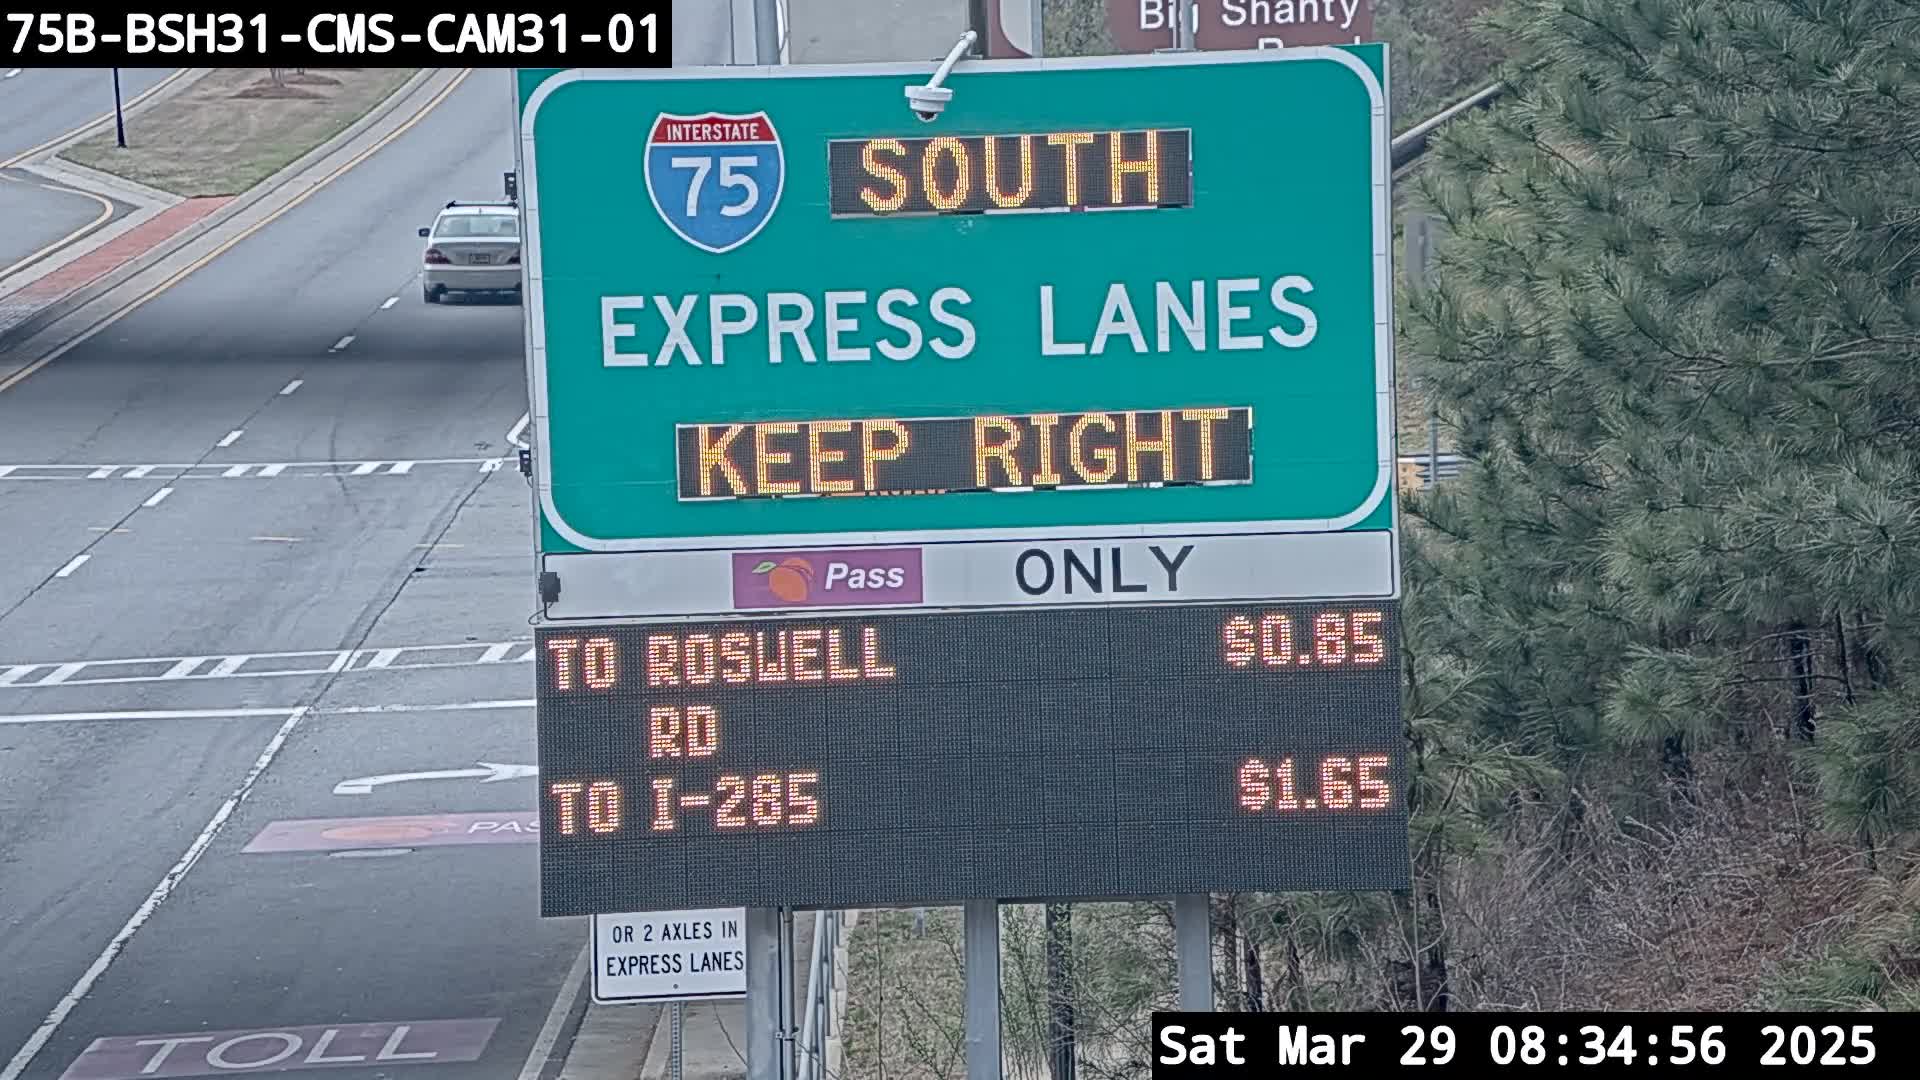 75B-BSH31-CMS-CAM31-01
Big Shanty
INTERSTATE
75
SOUTH
EXPRESS LANES
KEEP RIGHT
Pass ONLY
TO ROSWELL $0.85
RD
TO I-285 $1.65
OR 2 AXLES IN
EXPRESS LANES
TOLL
Sat Mar 29 08:34:56 2025